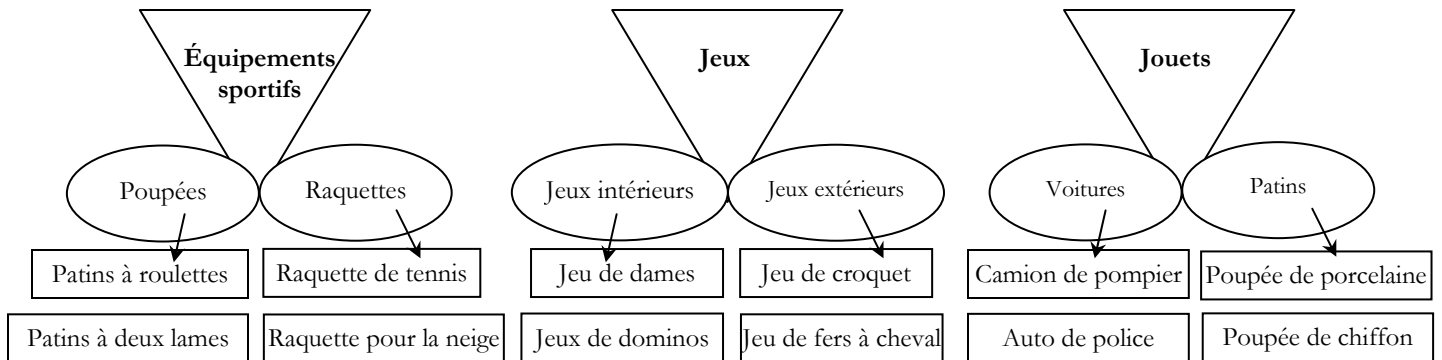 Équipements
sportifs
Jeux
Jouets
Poupées
Raquettes
Jeux intérieurs
Jeux extérieurs
Voitures
Patins
Patins à roulettes
Raquette de tennis
Jeu de dames
Jeu de croquet
Camion de pompier
Poupée de porcelaine
Patins à deux lames
Raquette pour la neige
Jeux de dominos
Jeu de fers à cheval
Auto de police
Poupée de chiffon